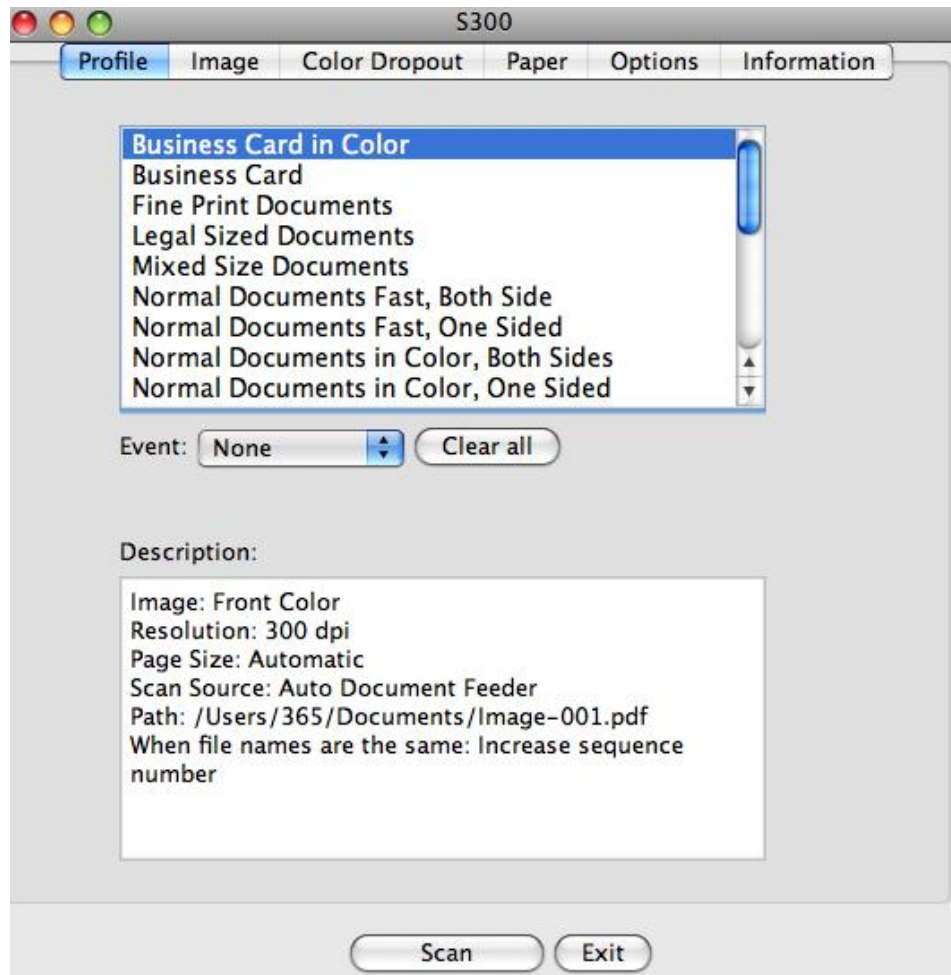 S300
Profile Image Color Dropout Paper Options Information
Business Card in Color
Business Card
Fine Print Documents
Legal Sized Documents
Mixed Size Documents
Normal Documents Fast, Both Side
Normal Documents Fast, One Sided
Normal Documents in Color, Both Sides
Normal Documents in Color, One Sided
Event: None Clear all
Description:
Image: Front Color
Resolution: 300 dpi
Page Size: Automatic
Scan Source: Auto Document Feeder
Path: /Users/365/Documents/Image-001.pdf
When file names are the same: Increase sequence
number
Scan Exit